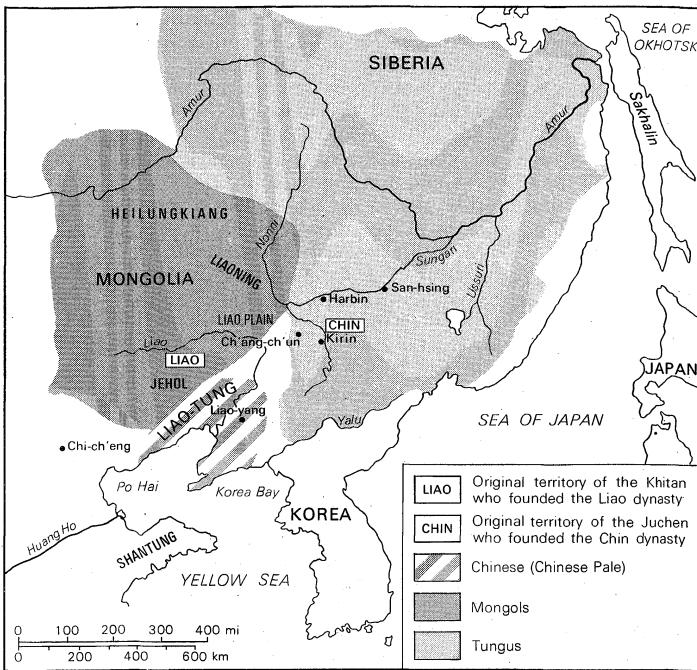 SEA OF
OKHOTSK
SIBERIA
Amur
Amur
Sakhalin
HEILUNGKIANG
Nonni
LIAONING
MONGOLIA
Sungari
Ussuri
San-hsing
Harbin
LIAO PLAIN
CHIN
Liao
Ch'ang-ch'un
Kirin
LIAO
JEHOL
JAPAN
LIAO-TUNG
Liao-yang
Yalu
SEA OF JAPAN
Chi-ch'eng
Po Hai
Korea Bay
KOREA
Huang Ho
SHANTUNG
YELLOW SEA
LIAO Original territory of the Khitan
who founded the Liao dynasty
CHIN Original territory of the Juchen
who founded the Chin dynasty
Chinese (Chinese Pale)
Mongols
Tungus
0 100 200 300 400 mi
0 200 400 600 km